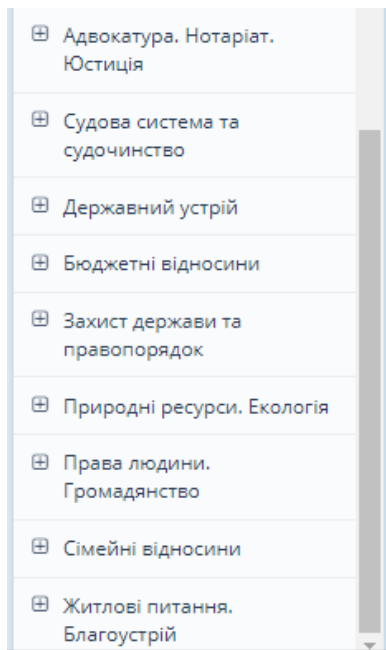 Адвокатура. Нотаріат.
Юстиція
Судова система та
судочинство
Державний устрій
Бюджетні відносини
Захист держави та
правопорядок
Природні ресурси. Екологія
Права людини.
Громадянство
Сімейні відносини
Житлові питання.
Благоустрій